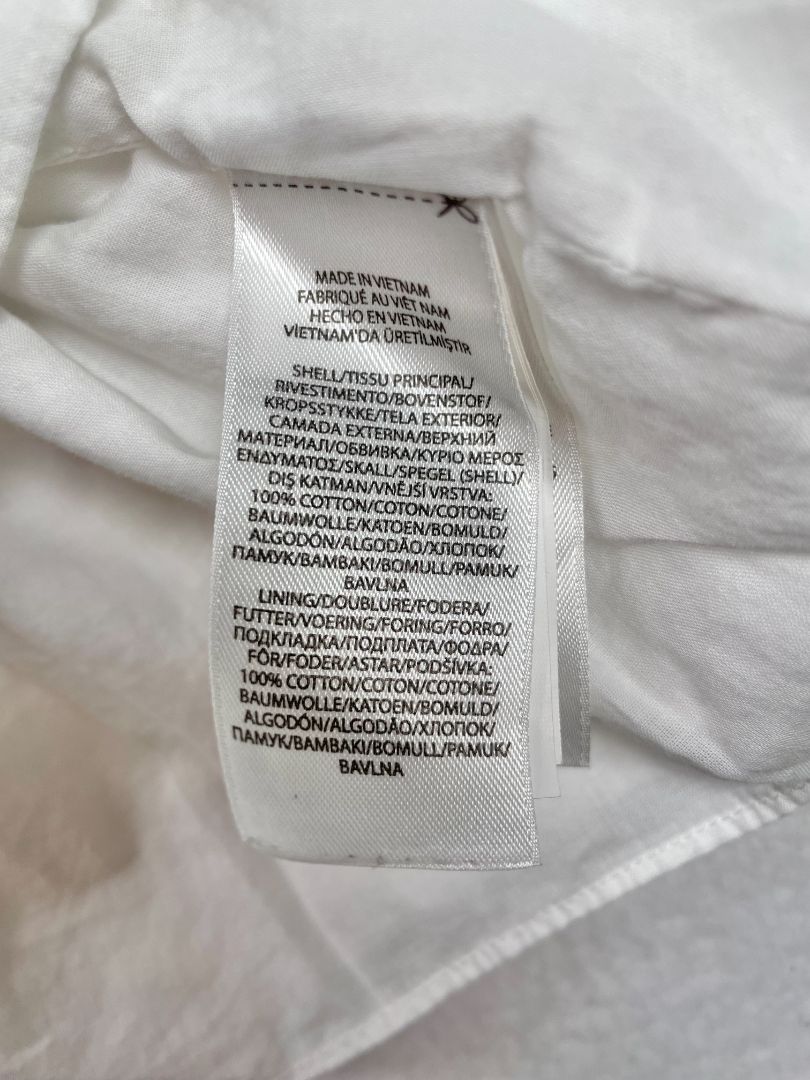 MADE IN VIETNAM
FABRIQUÉ AU VIÊT NAM
HECHO EN VIETNAM
VİETNAM'DA ÜRETİLMİŞTİR
SHELL/TISSU PRINCIPAL/
RIVESTIMENTO/BOVENSTOF/
KROPSSTYKKE/TELA EXTERIOR/
CAMADA EXTERNA/ВЕРХНИЙ
МАТЕРИАЛ/ОБВИВКА/ΚΥΡΙΟ ΜΕΡΟΣ
ΕΝΔΥΜΑΤΟΣ/SKALL/SPEGEL (SHELL)/
DIŞ KATMAN/VNĚJŠÍ VRSTVA:
100% COTTON/COTON/COTONE/
BAUMWOLLE/KATOEN/BOMULD/
ALGODÓN/ALGODÃO/ХЛОПОК/
ПАМУК/BAMBAKI/BOMULL/PAMUK/
BAVLNA
LINING/DOUBLURE/FODERA/
FUTTER/VOERING/FORING/FORRO/
ПОДКЛАДКА/ПОДПЛАТА/ΦΟΔΡΑ/
FÔR/FODER/ASTAR/PODŠÍVKA:
100% COTTON/COTON/COTONE/
BAUMWOLLE/KATOEN/BOMULD/
ALGODÓN/ALGODÃO/ХЛОПОК/
ПАМУК/BAMBAKI/BOMULL/PAMUK/
BAVLNA